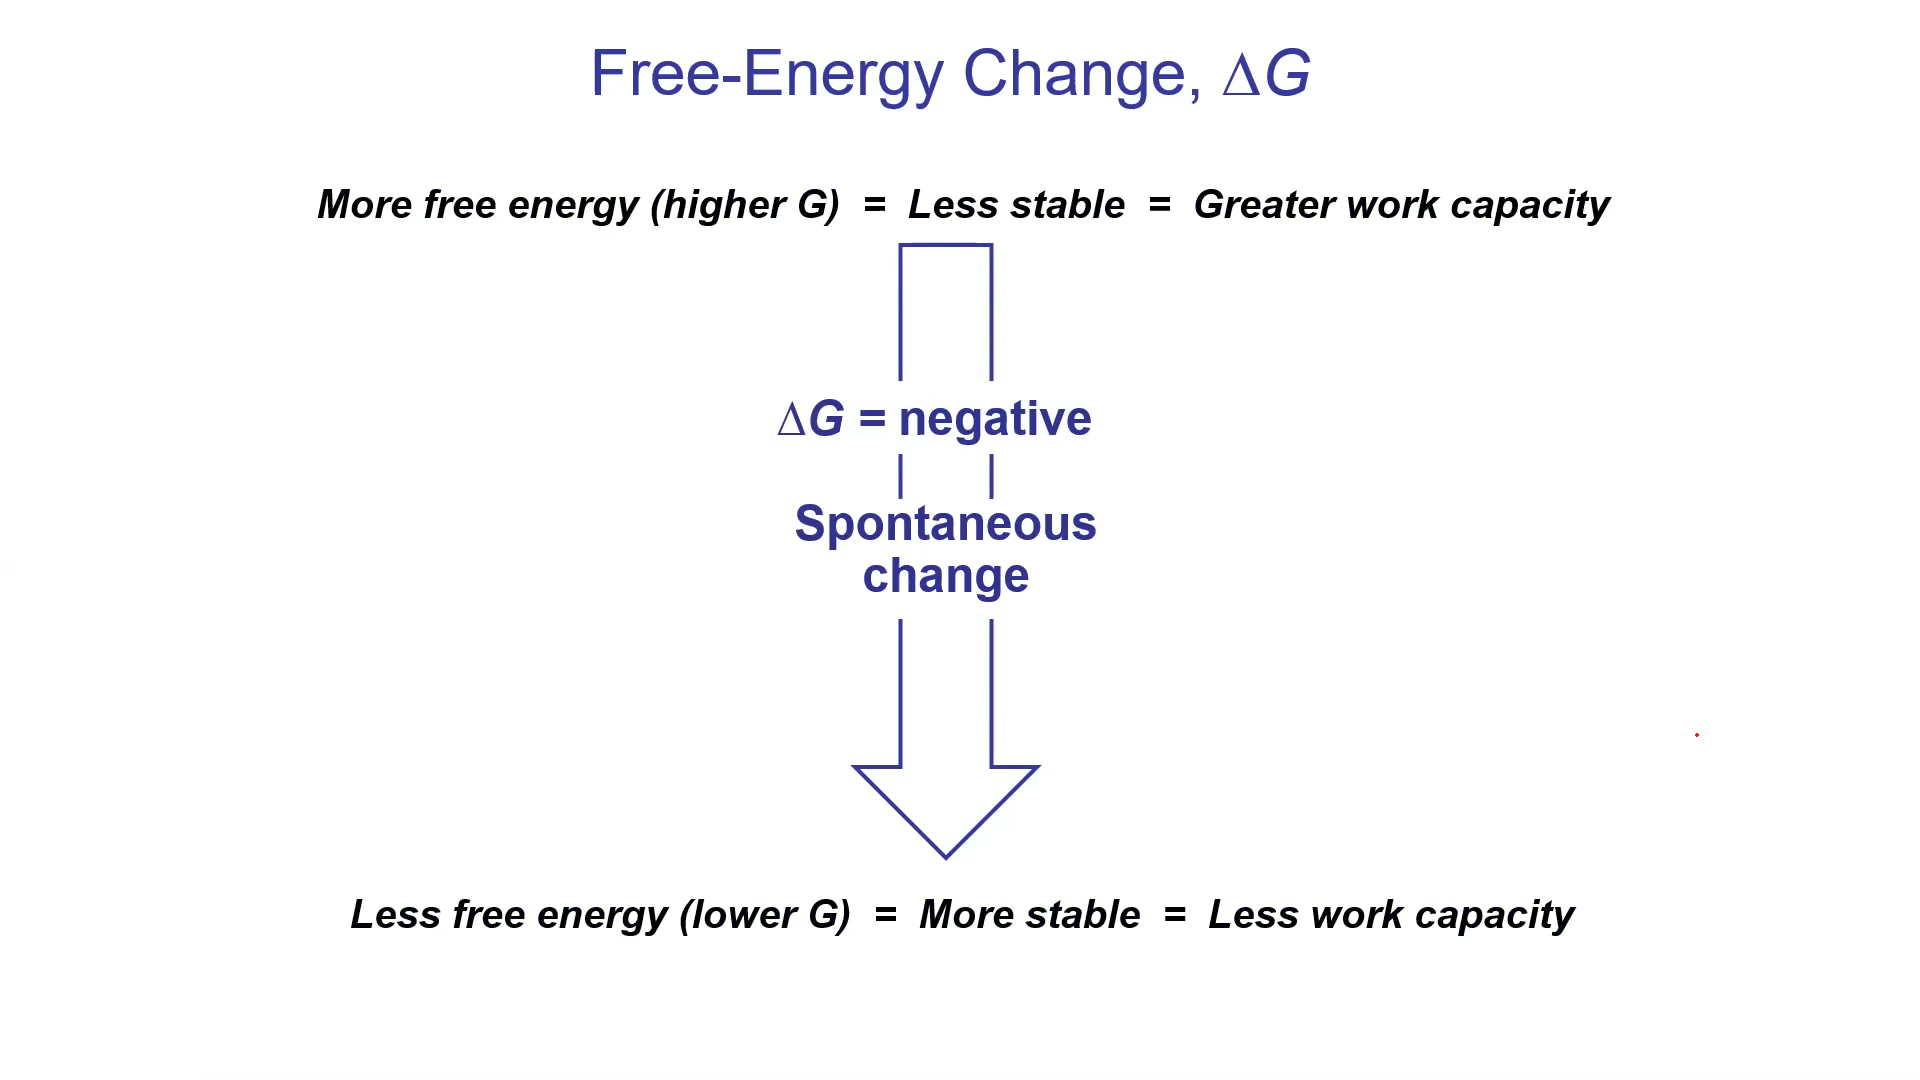 Free-Energy Change, ΔG
More free energy (higher G) = Less stable = Greater work capacity
ΔG = negative
Spontaneous
change
Less free energy (lower G) = More stable = Less work capacity